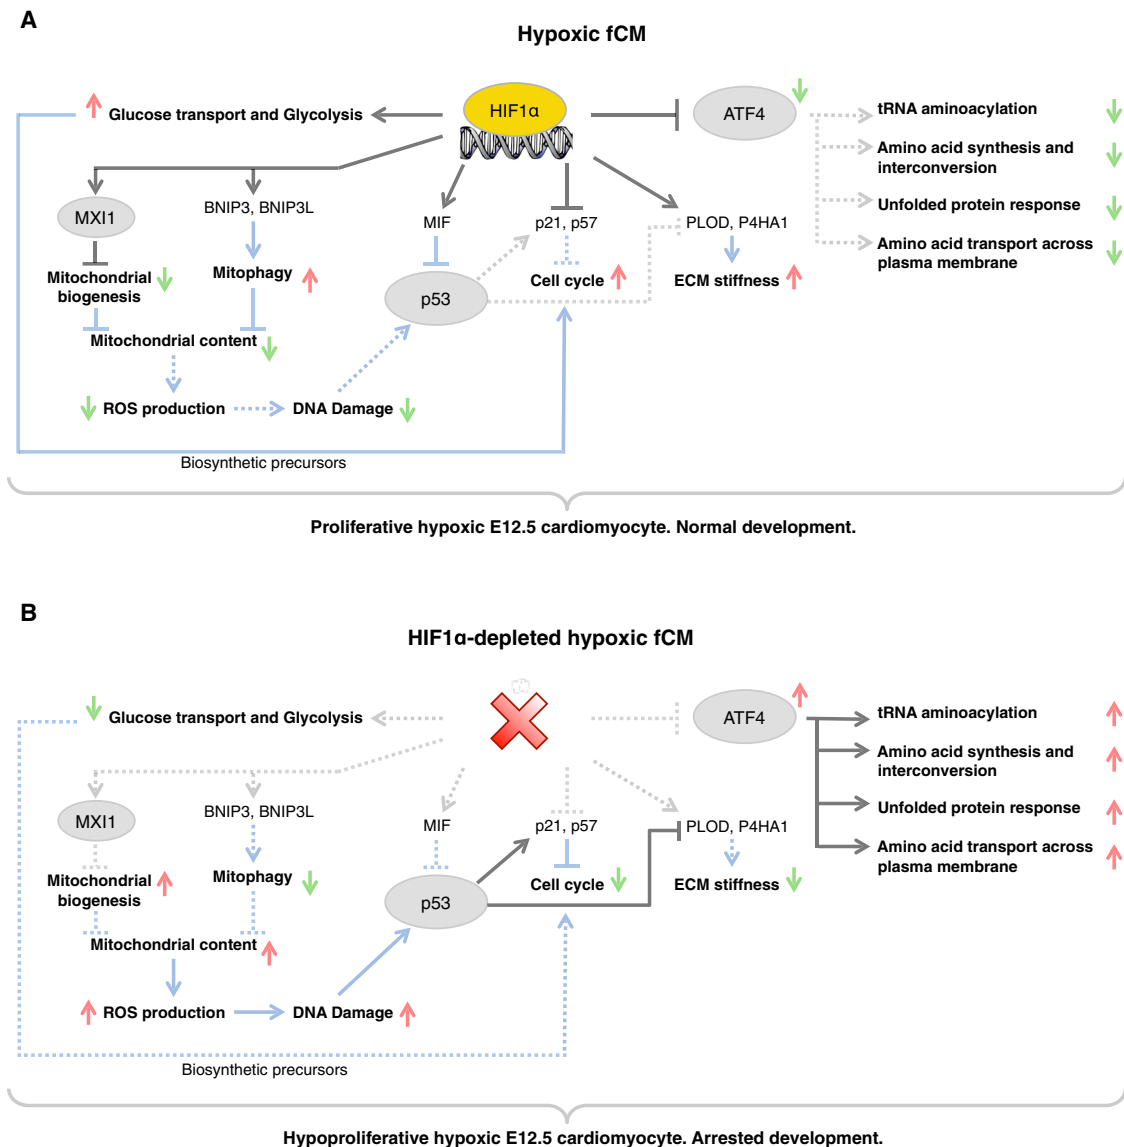 A
Hypoxic fCM
Glucose transport and Glycolysis
HIF1α
ATF4
tRNA aminoacylation
Amino acid synthesis and
interconversion
Unfolded protein response
Amino acid transport across
plasma membrane
MXI1
BNIP3, BNIP3L
MIF
p21, p57
PLOD, P4HA1
Mitochondrial
biogenesis
Mitophagy
p53
Cell cycle
ECM stiffness
Mitochondrial content
ROS production
DNA Damage
Biosynthetic precursors
Proliferative hypoxic E12.5 cardiomyocyte. Normal development.
B
HIF1α-depleted hypoxic fCM
Glucose transport and Glycolysis
ATF4
tRNA aminoacylation
Amino acid synthesis and
interconversion
Unfolded protein response
Amino acid transport across
plasma membrane
MXI1
BNIP3, BNIP3L
MIF
p21, p57
PLOD, P4HA1
Mitochondrial
biogenesis
Mitophagy
p53
Cell cycle
ECM stiffness
Mitochondrial content
ROS production
DNA Damage
Biosynthetic precursors
Hypoproliferative hypoxic E12.5 cardiomyocyte. Arrested development.